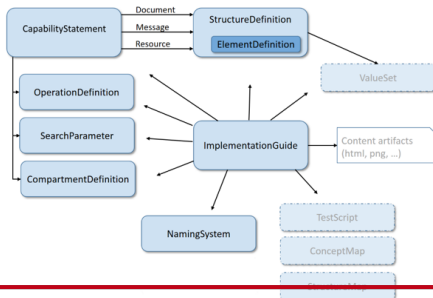 Document
StructureDefinition
CapabilityStatement
Message
Resource
ElementDefinition
ValueSet
OperationDefinition
SearchParameter
ImplementationGuide
Content artifacts
(html, png, ...)
CompartmentDefinition
TestScript
NamingSystem
ConceptMap